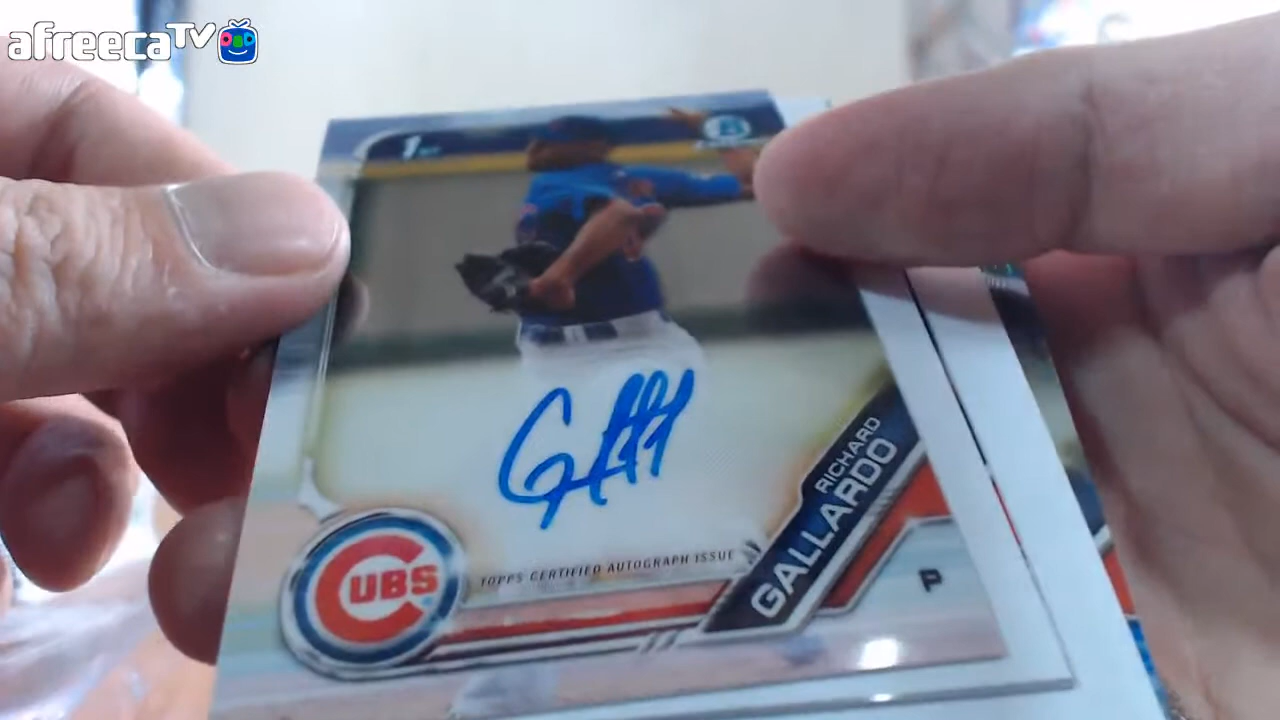 afreecaTV
1ST
B
RICHARD
GALLARDO
TOPPS CERTIFIED AUTOGRAPH ISSUE
CUBS
P